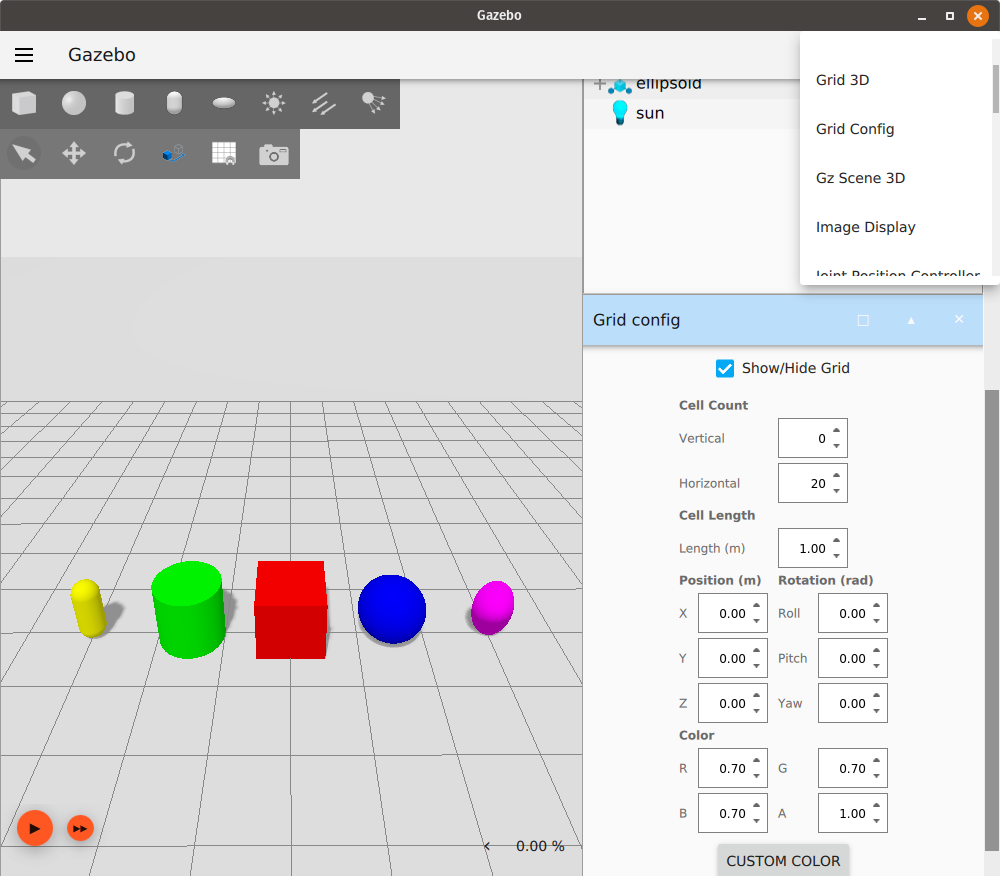 Gazebo
Gazebo
Grid 3D
Grid Config
Gz Scene 3D
Image Display
Joint Position Controller
ellipsoid
sun
Grid config
Show/Hide Grid
Cell Count
Vertical 0
Horizontal 20
Cell Length
Length (m) 1.00
Position (m) Rotation (rad)
X 0.00 Roll 0.00
Y 0.00 Pitch 0.00
Z 0.00 Yaw 0.00
Color
R 0.70 G 0.70
B 0.70 A 1.00
CUSTOM COLOR
0.00 %